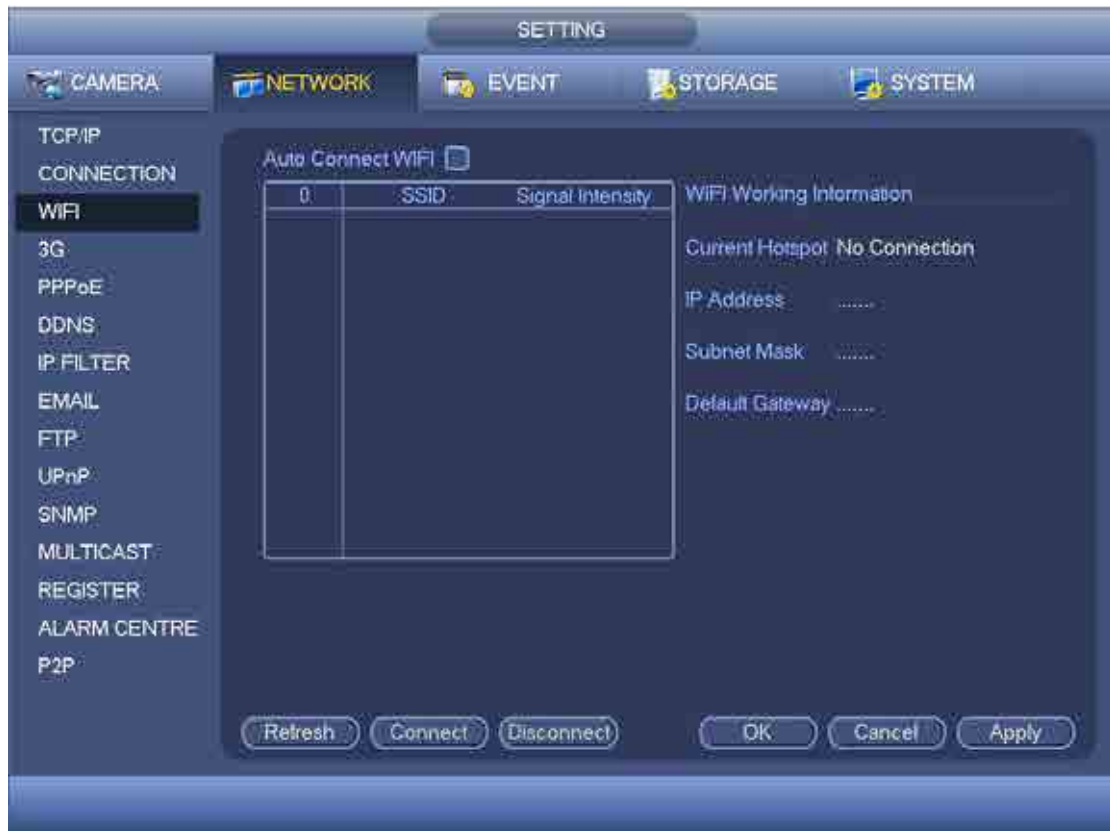 SETTING
CAMERA NETWORK EVENT STORAGE SYSTEM
TCP/IP
CONNECTION
WIFI
3G
PPPoE
DDNS
IP FILTER
EMAIL
FTP
UPnP
SNMP
MULTICAST
REGISTER
ALARM CENTRE
P2P
Auto Connect WIFI
0 SSID Signal Intensity
WIFI Working Information
Current Hotspot No Connection
IP Address .......
Subnet Mask .......
Default Gateway .......
Refresh Connect Disconnect OK Cancel Apply